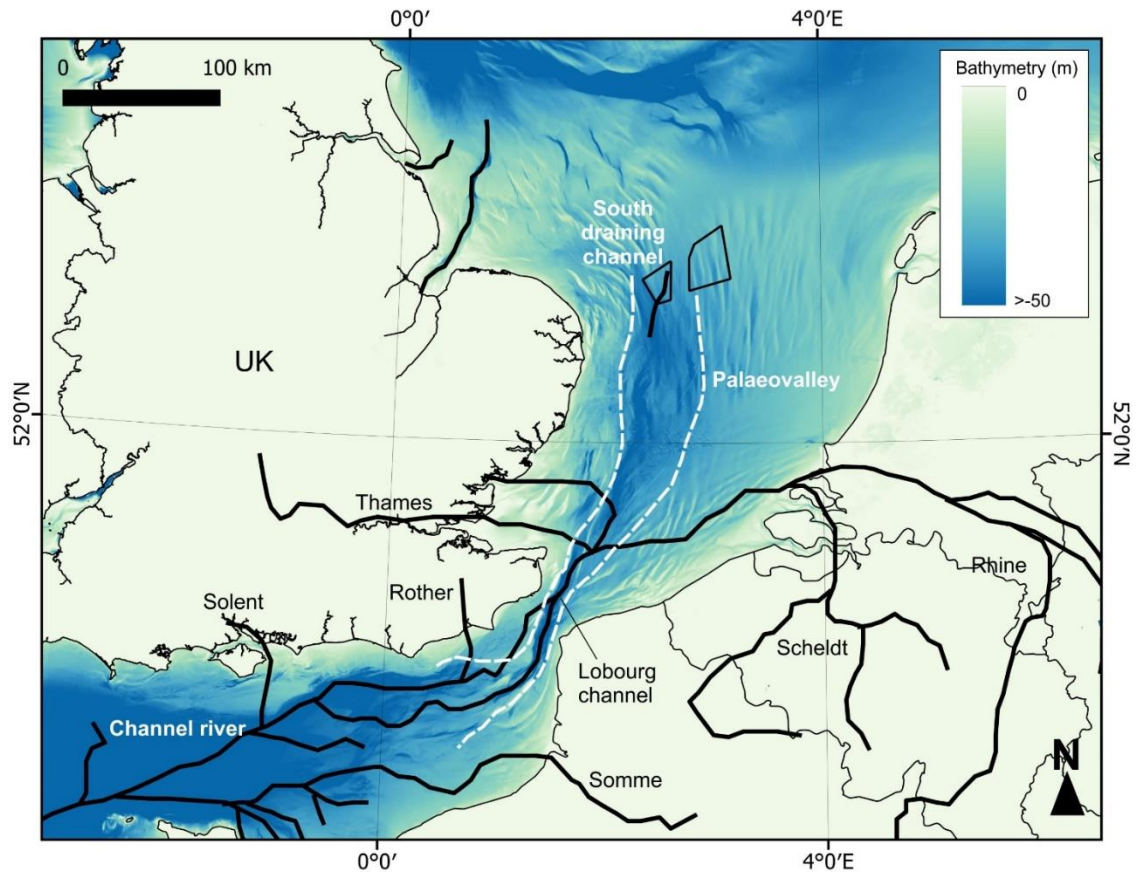 0°0′
4°0′E
0
100 km
Bathymetry (m)
0
>-50
South
draining
channel
UK
Palaeovalley
52°0′N
52°0′N
Thames
Rhine
Rother
Solent
Scheldt
Lobourg
channel
Channel river
Somme
N
0°0′
4°0′E